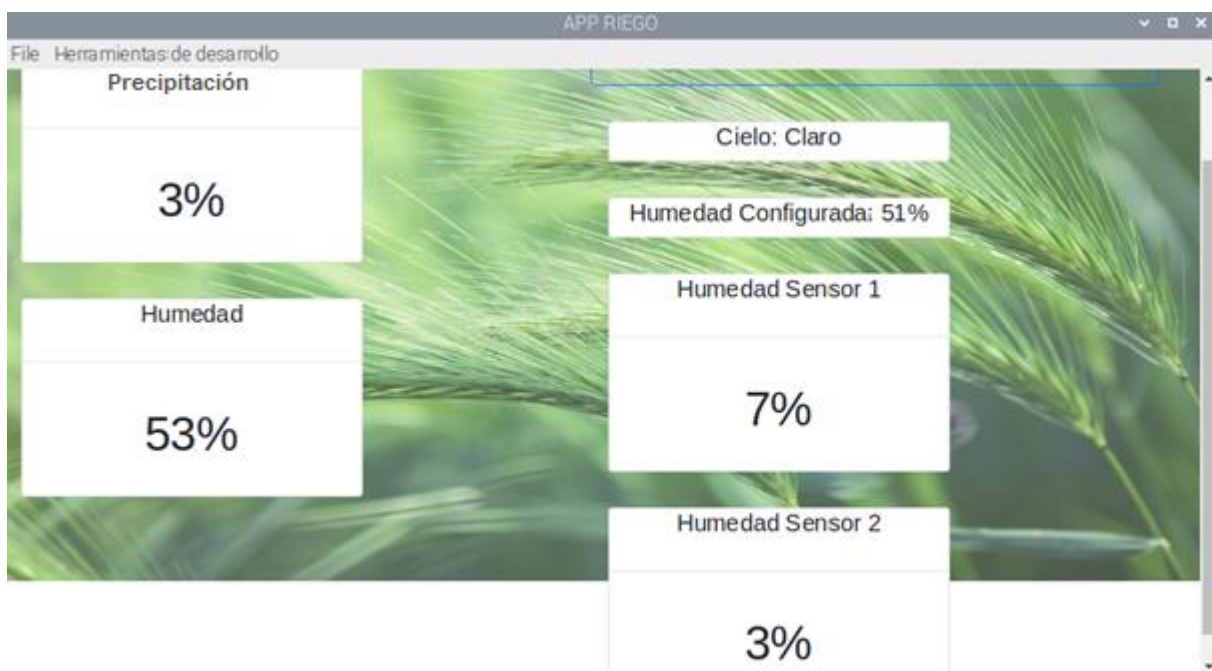 APP RIEGO
File Herramientas de desarrollo
Precipitación
3%
Humedad
53%
Cielo: Claro
Humedad Configurada: 51%
Humedad Sensor 1
7%
Humedad Sensor 2
3%